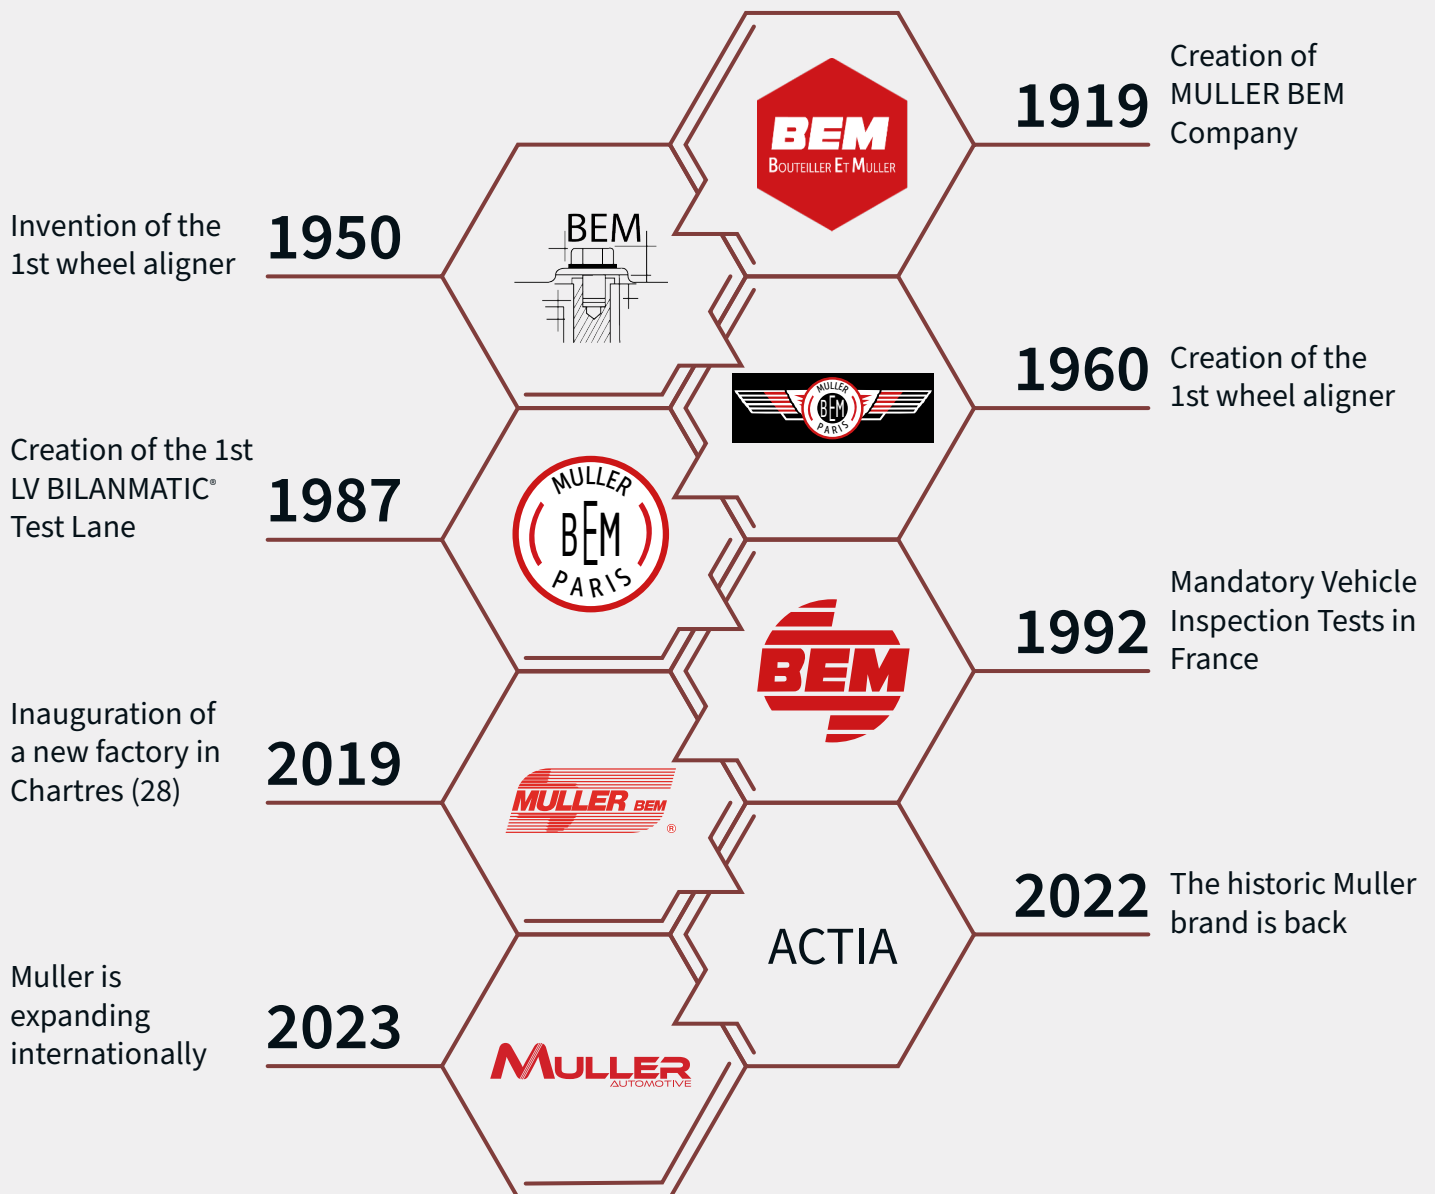 1919
Creation of
MULLER BEM
Company
BEM
BOUTEILLER ET MULLER
Invention of the
1st wheel aligner
1950
BEM
1960
Creation of the
1st wheel aligner
MULLER
BEM
PARIS
Creation of the 1st
LV BILANMATIC®
Test Lane
1987
MULLER
BEM
PARIS
1992
Mandatory Vehicle
Inspection Tests in
France
BEM
Inauguration of
a new factory in
Chartres (28)
2019
MULLER BEM
®
2022
The historic Muller
brand is back
ACTIA
Muller is
expanding
internationally
2023
MULLER
AUTOMOTIVE